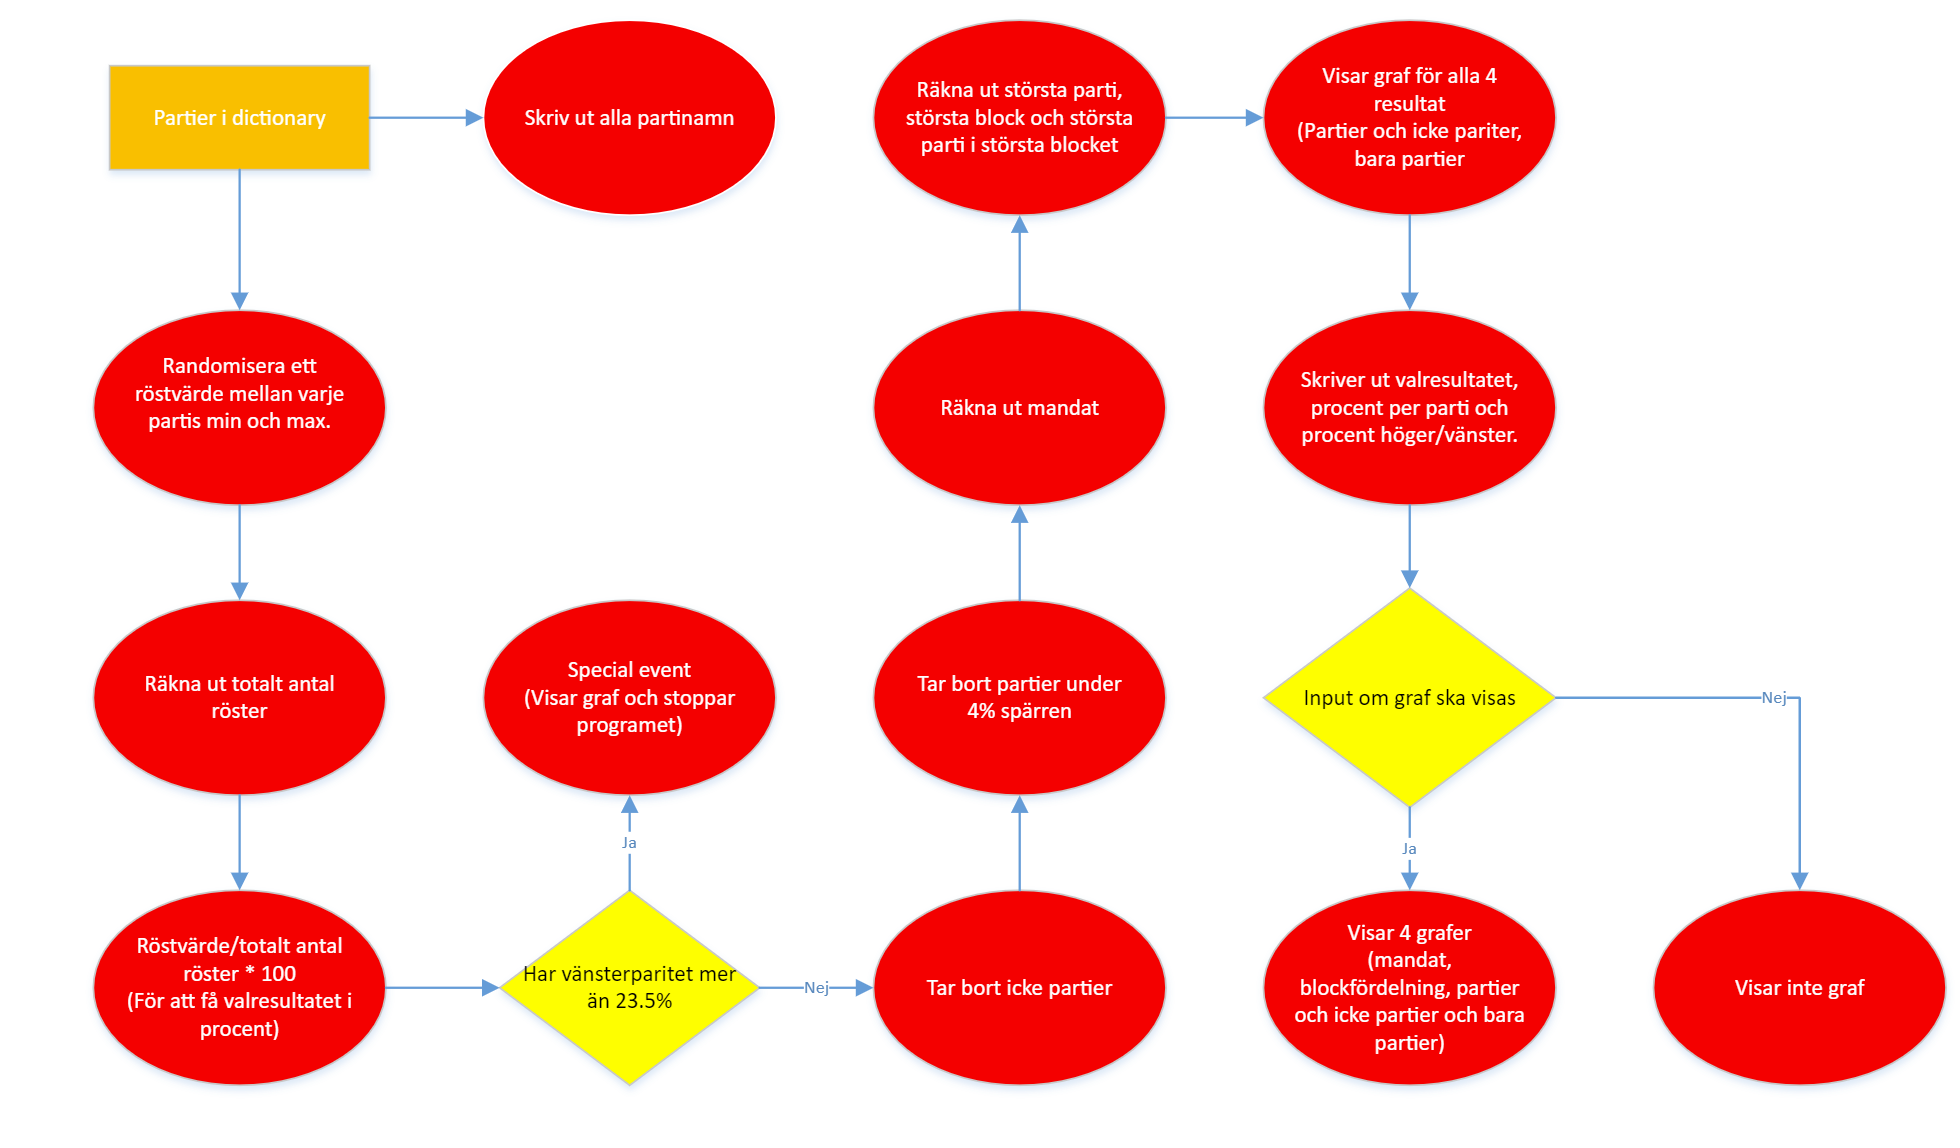 Partier i dictionary
Skriv ut alla partinamn
Randomisera ett
röstvärde mellan varje
partis min och max.
Räkna ut totalt antal
röster
Röstvärde/totalt antal
röster * 100
(För att få valresultatet i
procent)
Har vänsterparitet mer
än 23.5%
Ja
Special event
(Visar graf och stoppar
programet)
Nej
Tar bort icke partier
Tar bort partier under
4% spärren
Räkna ut mandat
Räkna ut största parti,
största block och största
parti i största blocket
Visar graf för alla 4
resultat
(Partier och icke pariter,
bara partier
Skriver ut valresultatet,
procent per parti och
procent höger/vänster.
Input om graf ska visas
Ja
Visar 4 grafer
(mandat,
blockfördelning, partier
och icke partier och bara
partier)
Nej
Visar inte graf